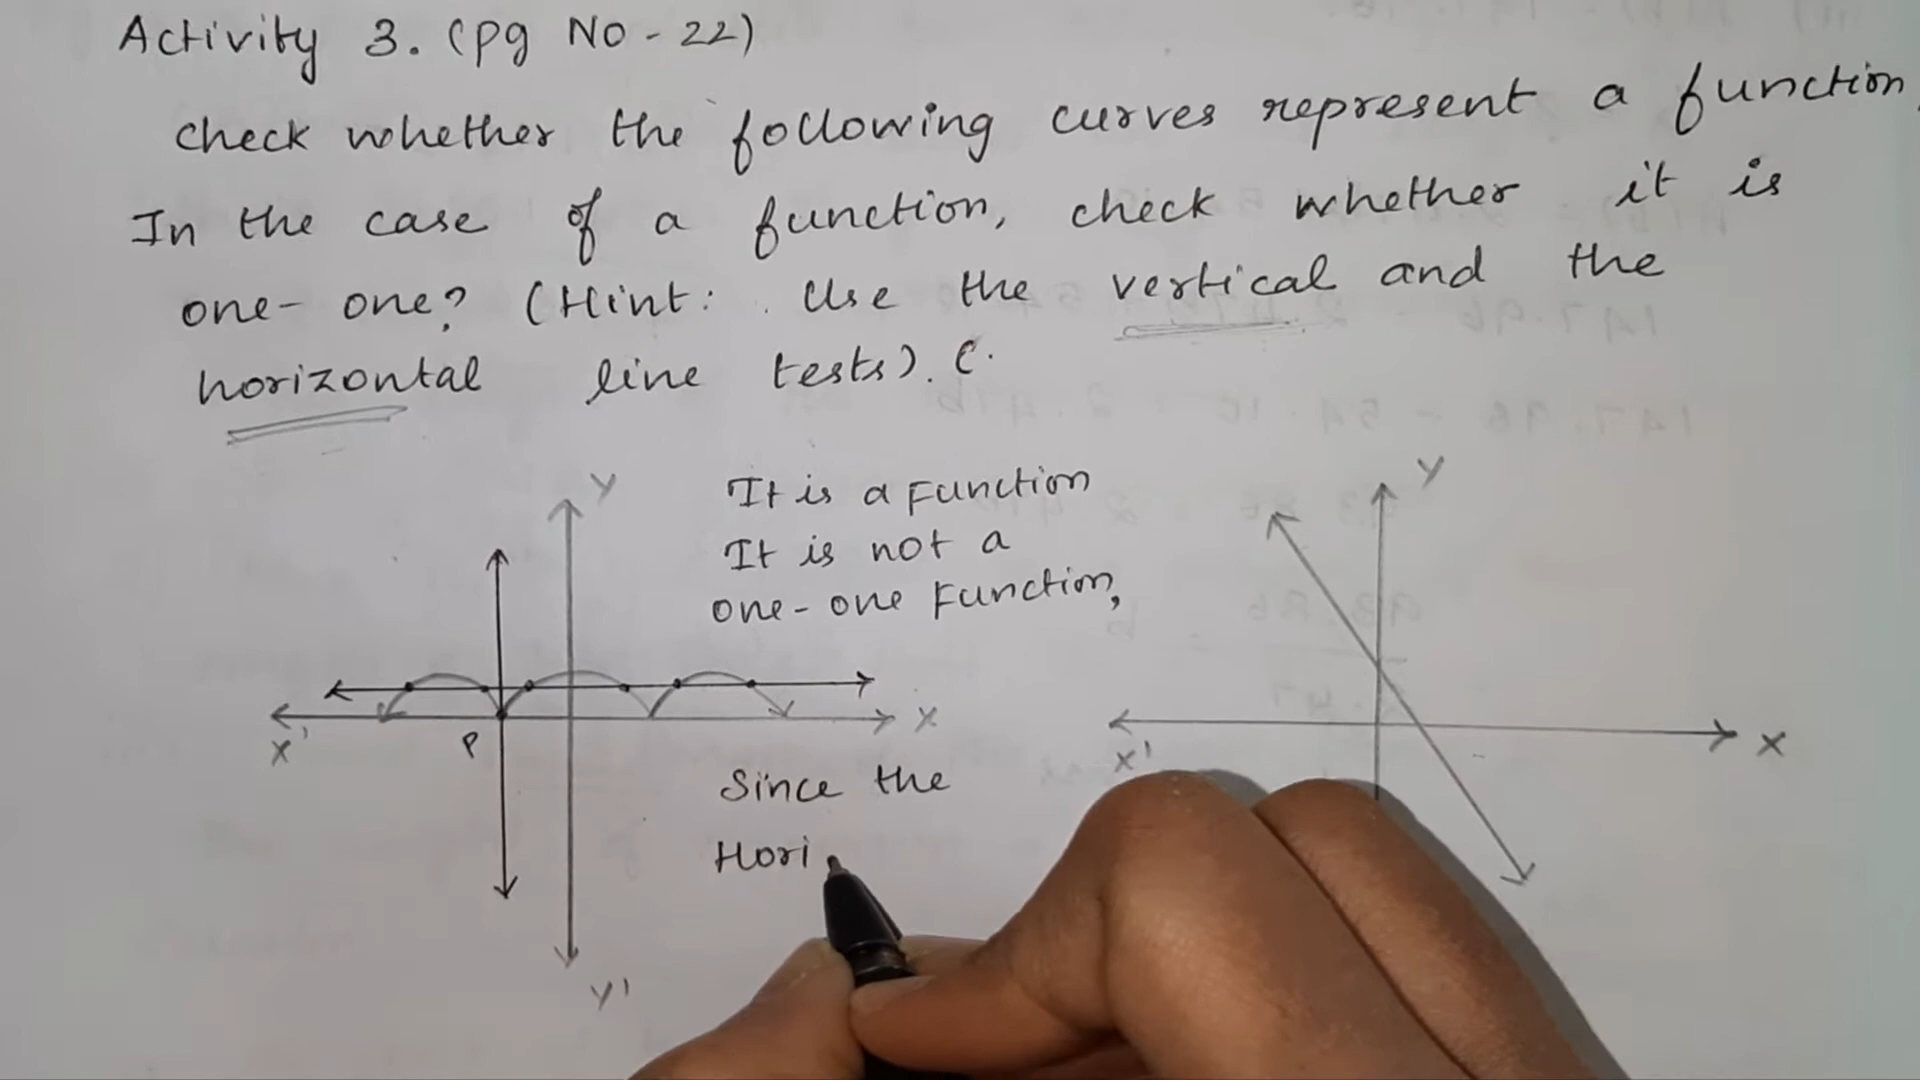 Activity 3. (pg No - 22)
check whether the following curves represent a function.
In the case of a function, check whether it is
one-one? (Hint: Use the vertical and the
horizontal line tests). (.
Y
It is a Function
It is not a
one-one Function,
X'
X
P
Since the
Hori
Y'
Y
X'
X